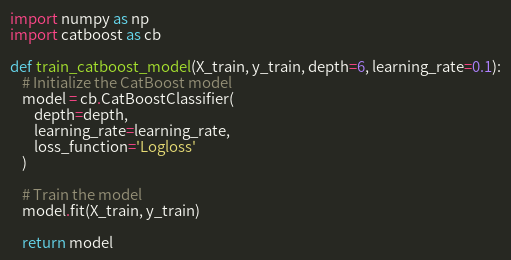 import numpy as np
import catboost as cb

def train_catboost_model(X_train, y_train, depth=6, learning_rate=0.1):
    # Initialize the CatBoost model
    model = cb.CatBoostClassifier(
        depth=depth,
        learning_rate=learning_rate,
        loss_function='Logloss'
    )

    # Train the model
    model.fit(X_train, y_train)

    return model